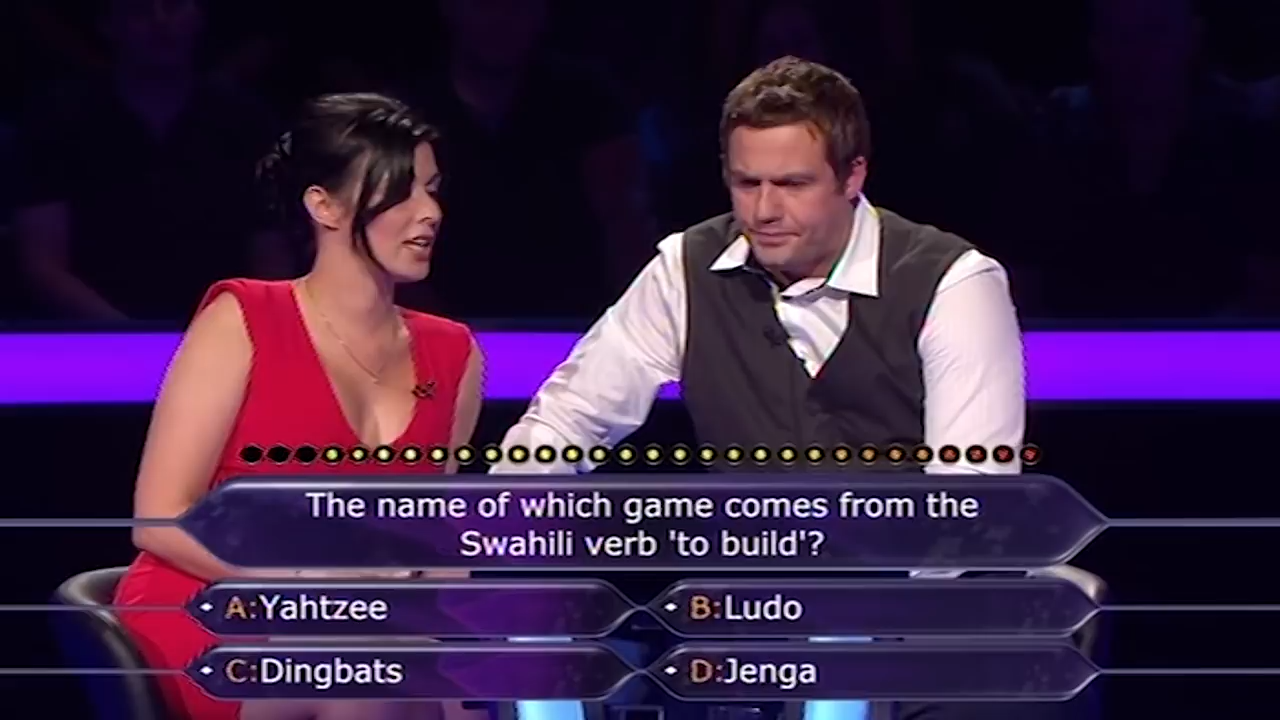 The name of which game comes from the
Swahili verb 'to build'?
A:Yahtzee
B:Ludo
C:Dingbats
D:Jenga